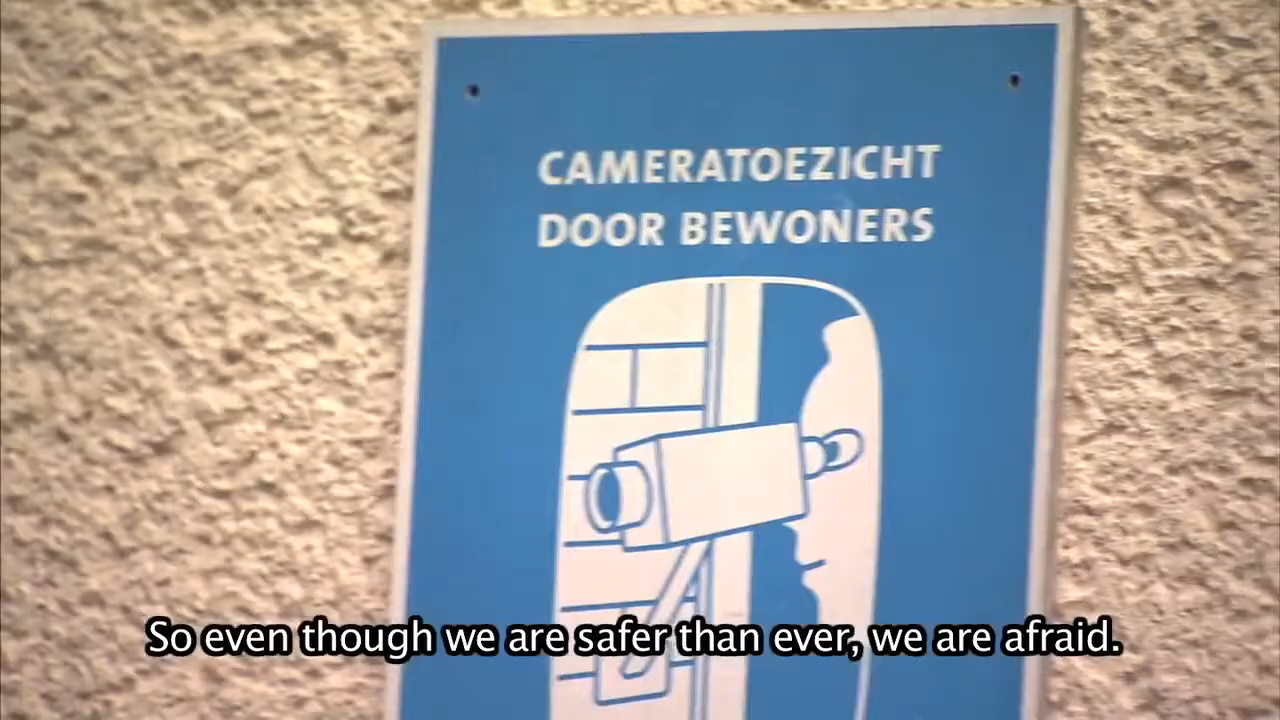 CAMERATOEZICHT
DOOR BEWONERS
So even though we are safer than ever, we are afraid.